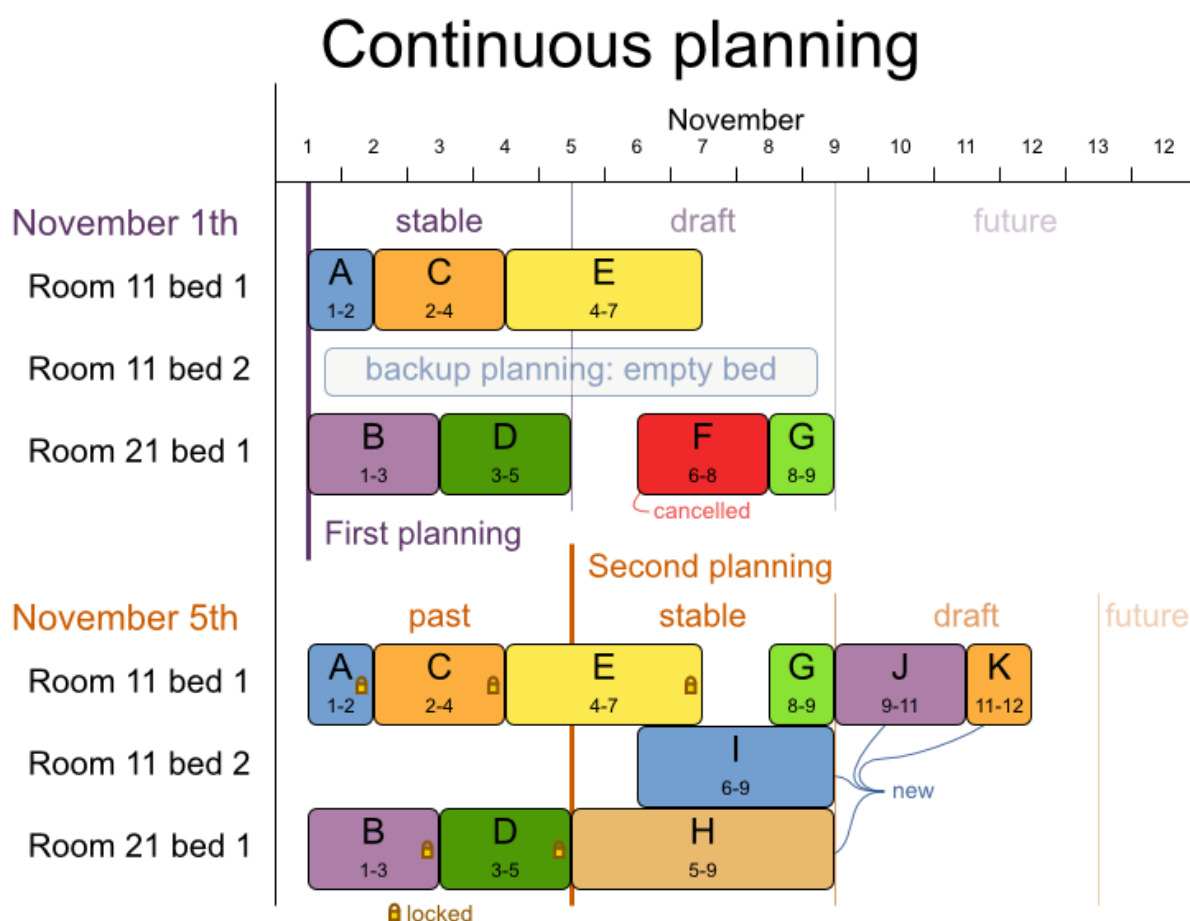 Continuous planning
November
1 2 3 4 5 6 7 8 9 10 11 12 13 12
November 1th
stable draft future
Room 11 bed 1
A C E
1-2 2-4 4-7
Room 11 bed 2
backup planning: empty bed
Room 21 bed 1
B D F G
1-3 3-5 6-8 8-9
cancelled
First planning
Second planning
November 5th
past stable draft future
Room 11 bed 1
A C E G J K
1-2 2-4 4-7 8-9 9-11 11-12
Room 11 bed 2
I
6-9
new
Room 21 bed 1
B D H
1-3 3-5 5-9
locked